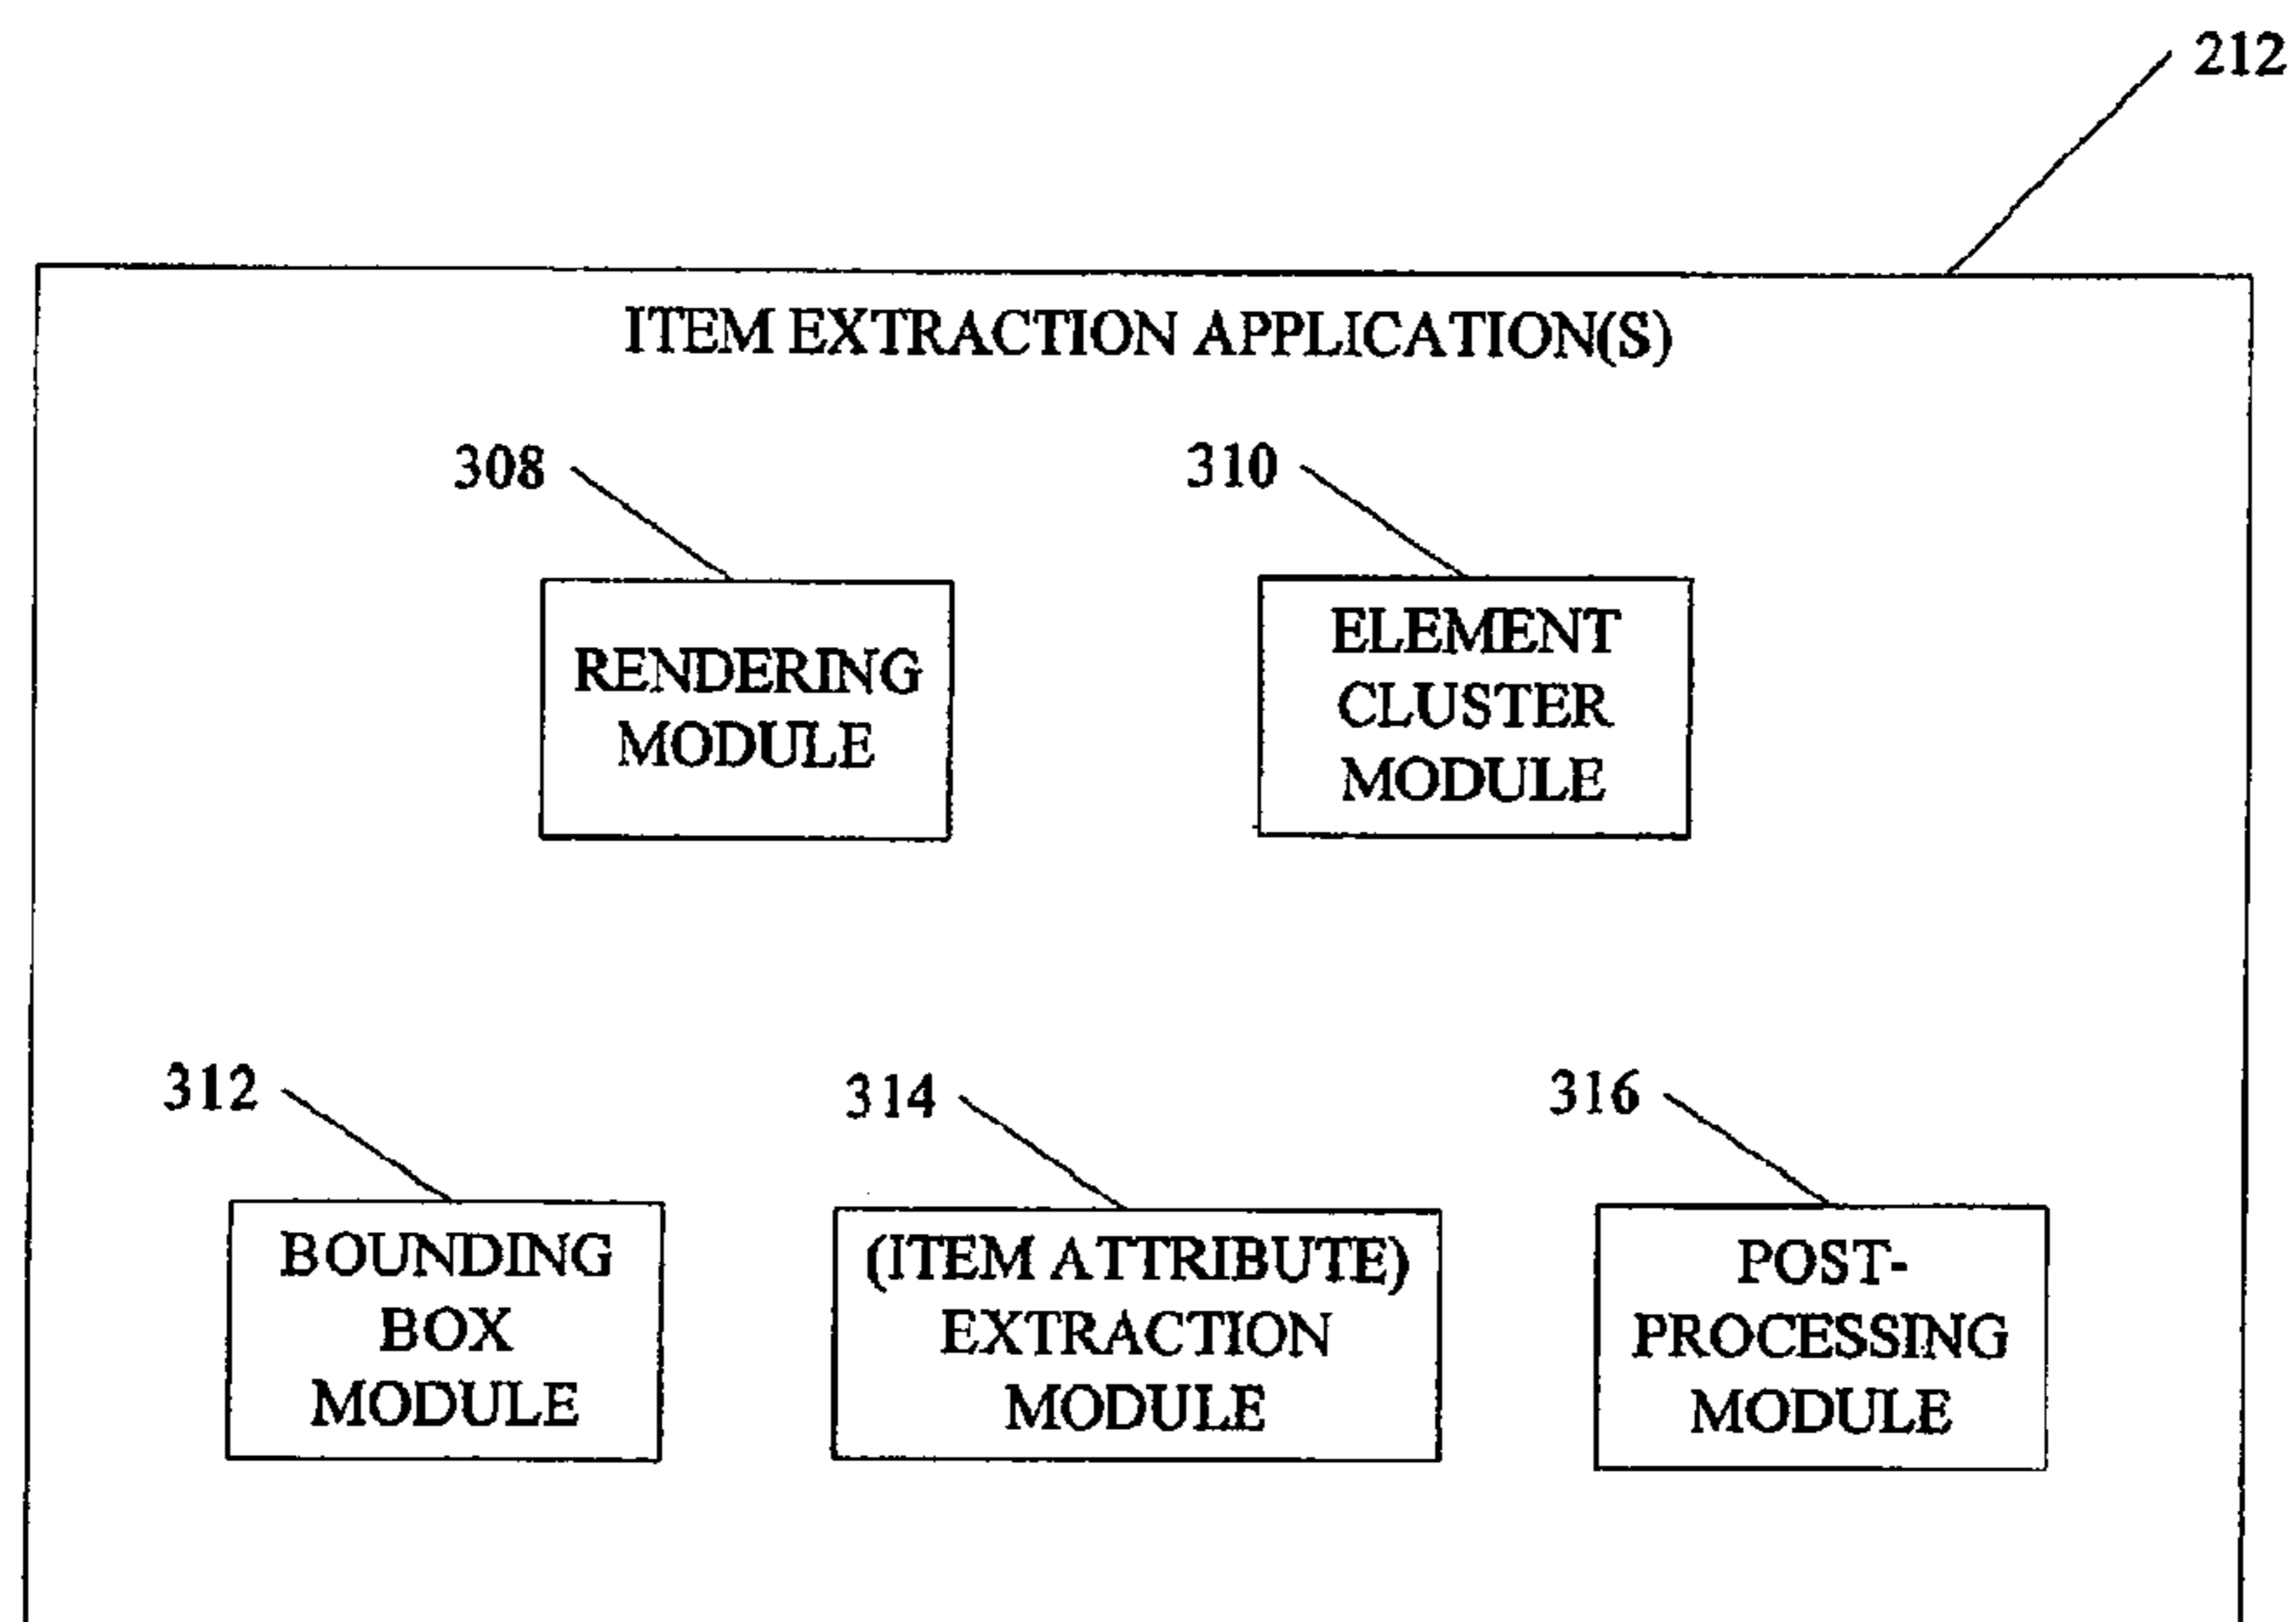 212
ITEM EXTRACTION APPLICATION(S)
308
310
RENDERING
MODULE
ELEMENT
CLUSTER
MODULE
312
314
316
BOUNDING
BOX
MODULE
(ITEM ATTRIBUTE)
EXTRACTION
MODULE
POST-
PROCESSING
MODULE